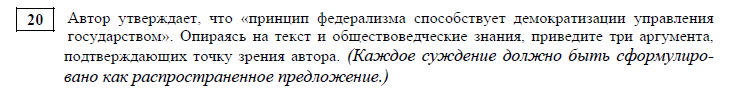 20 Автор утверждает, что «принцип федерализма способствует демократизации управления
государством». Опираясь на текст и обществоведческие знания, приведите три аргумента,
подтверждающих точку зрения автора. (Каждое суждение должно быть сформулиро-
вано как распространенное предложение.)